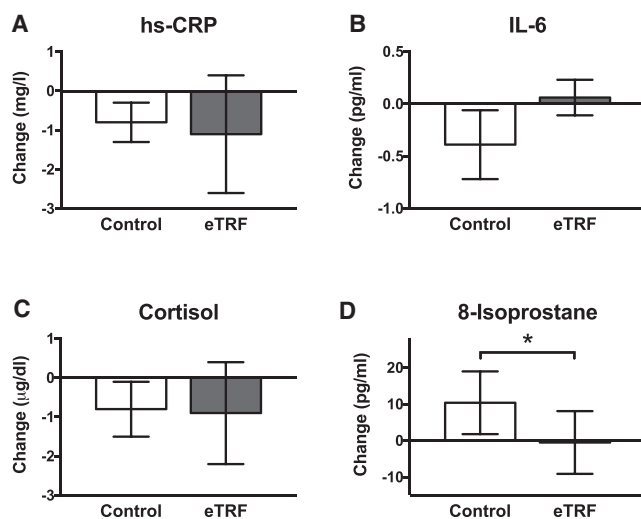 A
hs-CRP
Change (mg/l)
1
0
-1
-2
-3
Control
eTRF
B
IL-6
Change (pg/ml)
0.5
0.0
-0.5
-1.0
Control
eTRF
C
Cortisol
Change (μg/dl)
1
0
-1
-2
-3
Control
eTRF
D
8-Isoprostane
*
Change (pg/ml)
20
10
0
-10
Control
eTRF